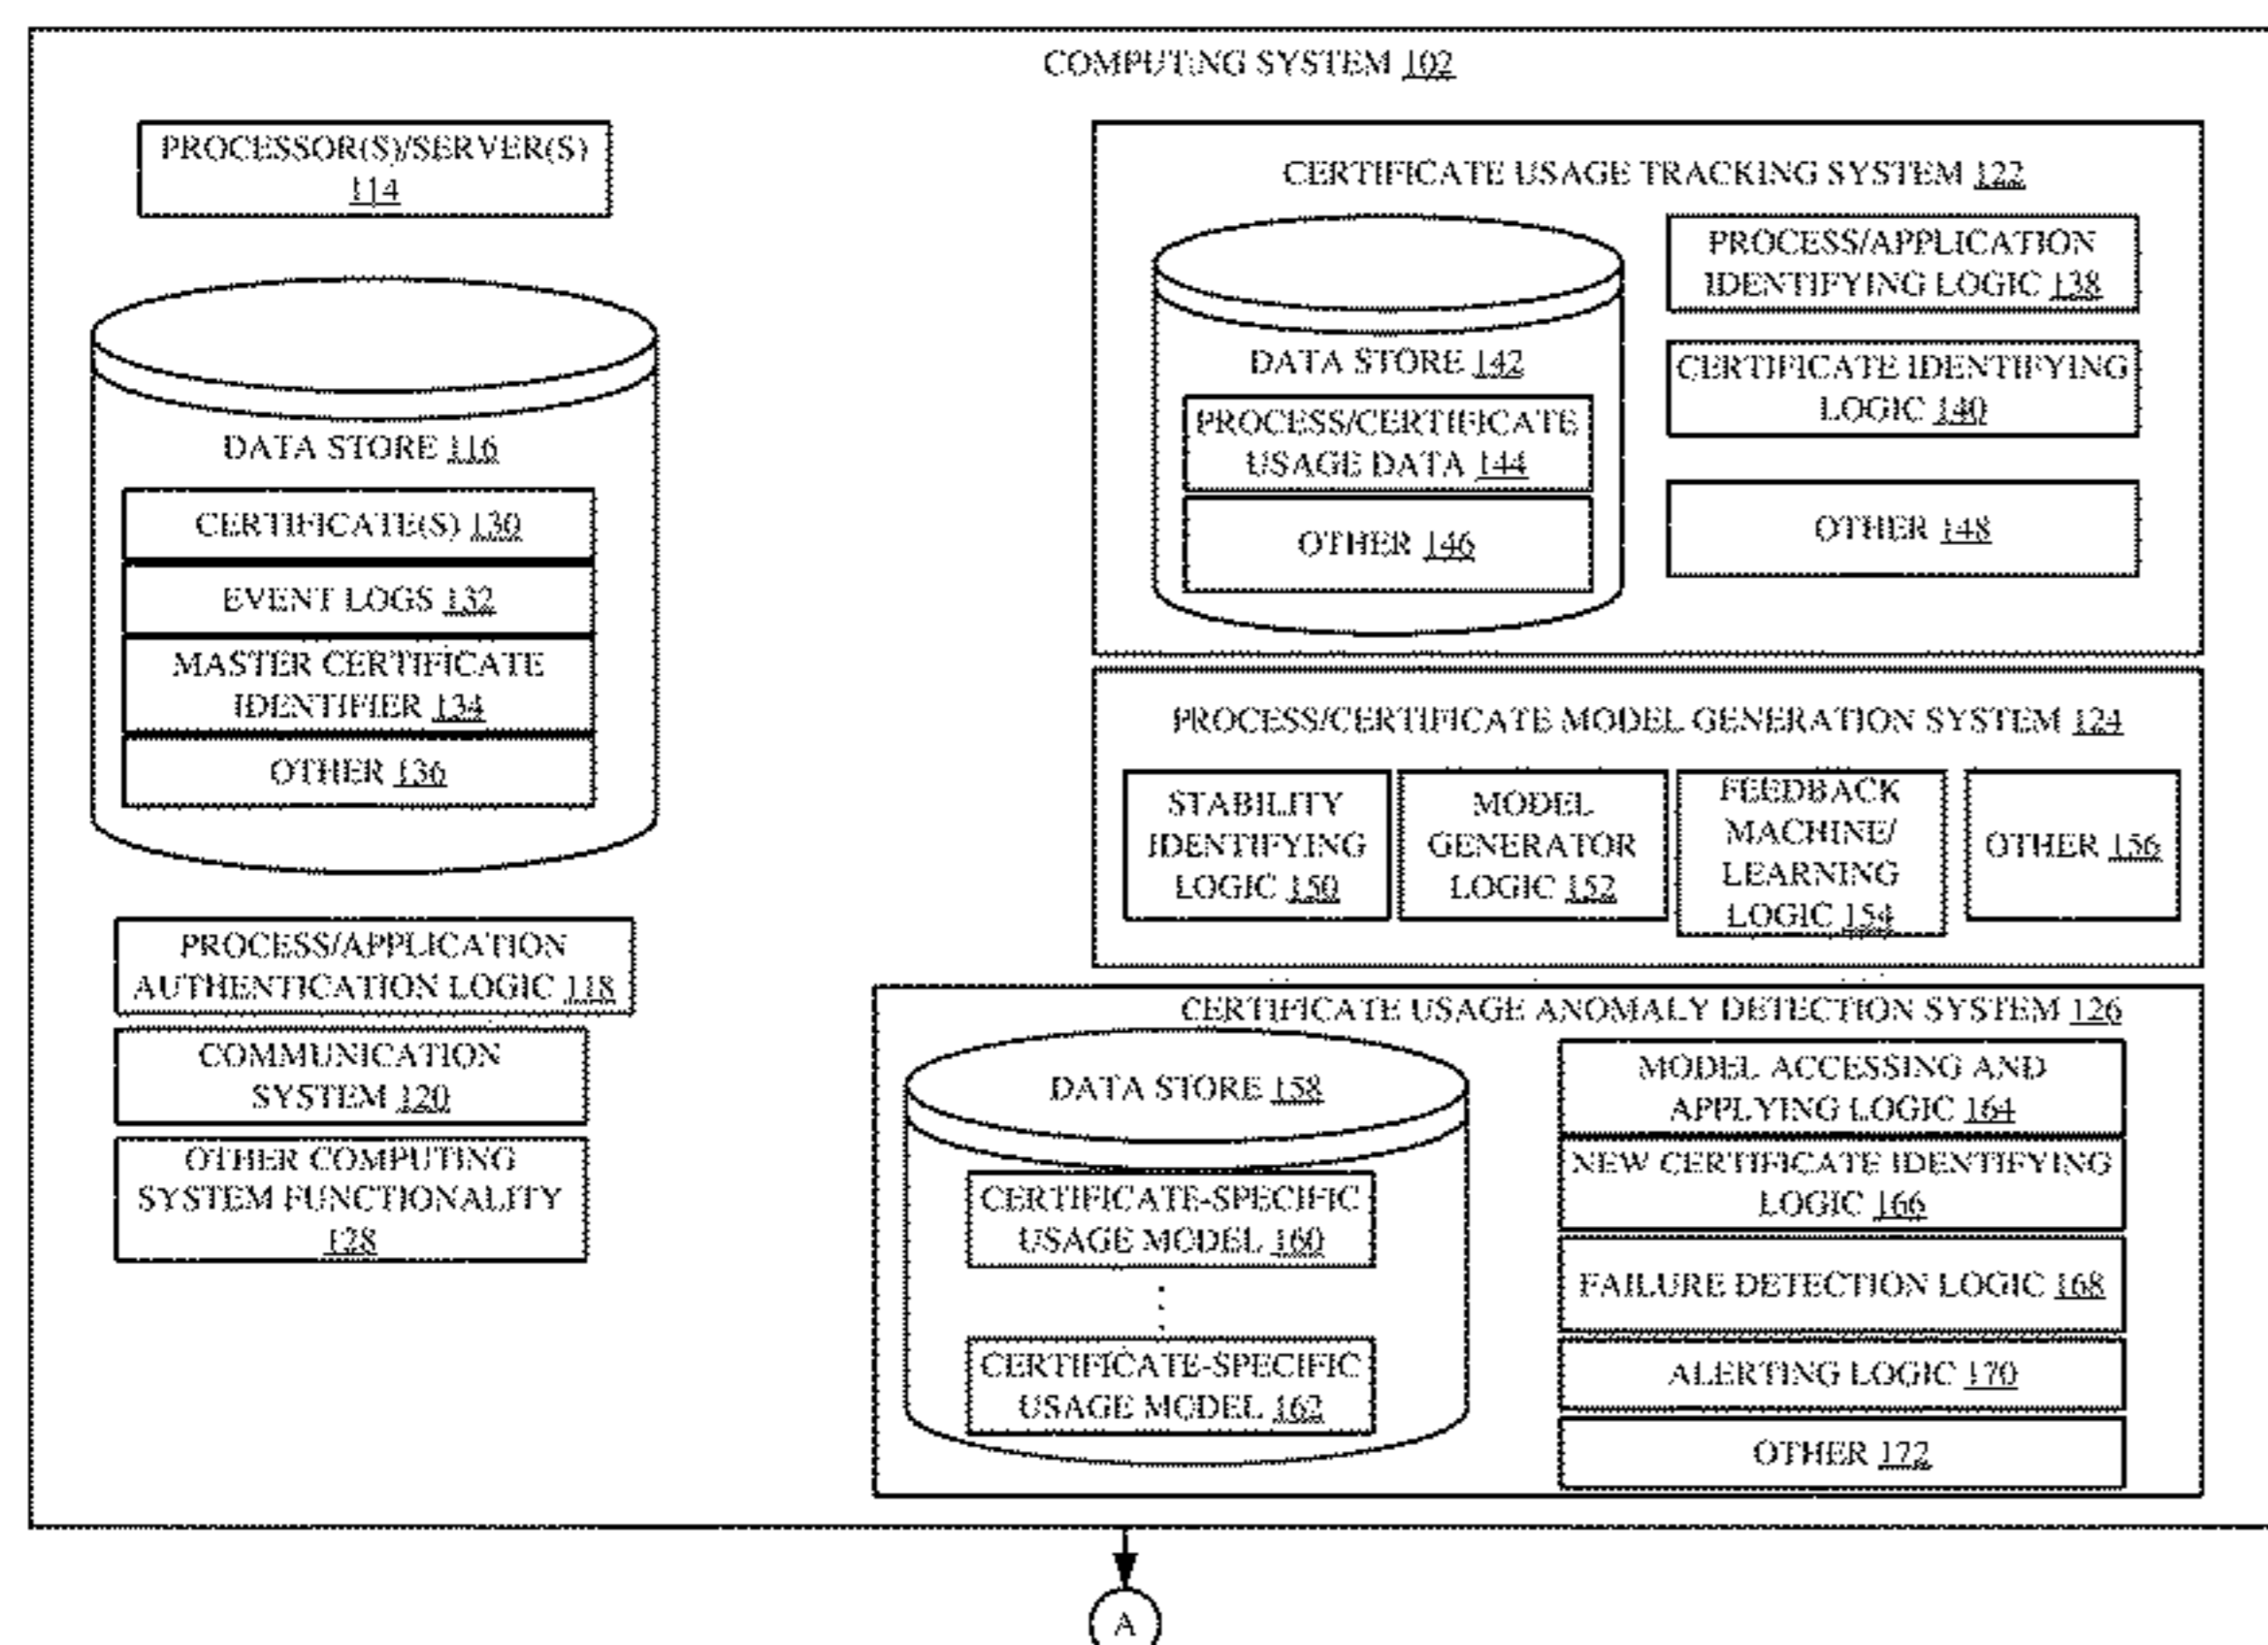 COMPUTING SYSTEM 102
PROCESSOR(S)/SERVER(S)
114
DATA STORE 116
CERTIFICATE(S) 130
EVENT LOGS 132
MASTER CERTIFICATE
IDENTIFIER 134
OTHER 136
PROCESS/APPLICATION
AUTHENTICATION LOGIC 118
COMMUNICATION
SYSTEM 120
OTHER COMPUTING
SYSTEM FUNCTIONALITY
128
CERTIFICATE USAGE TRACKING SYSTEM 122
DATA STORE 142
PROCESS/CERTIFICATE
USAGE DATA 144
OTHER 146
PROCESS/APPLICATION
IDENTIFYING LOGIC 138
CERTIFICATE IDENTIFYING
LOGIC 140
OTHER 148
PROCESS/CERTIFICATE MODEL GENERATION SYSTEM 124
STABILITY
IDENTIFYING
LOGIC 150
MODEL
GENERATOR
LOGIC 152
FEEDBACK
MACHINE/
LEARNING
LOGIC 154
OTHER 156
CERTIFICATE USAGE ANOMALY DETECTION SYSTEM 126
DATA STORE 158
CERTIFICATE-SPECIFIC
USAGE MODEL 160
CERTIFICATE-SPECIFIC
USAGE MODEL 162
MODEL ACCESSING AND
APPLYING LOGIC 164
NEW CERTIFICATE IDENTIFYING
LOGIC 166
FAILURE DETECTION LOGIC 168
ALERTING LOGIC 170
OTHER 172
A